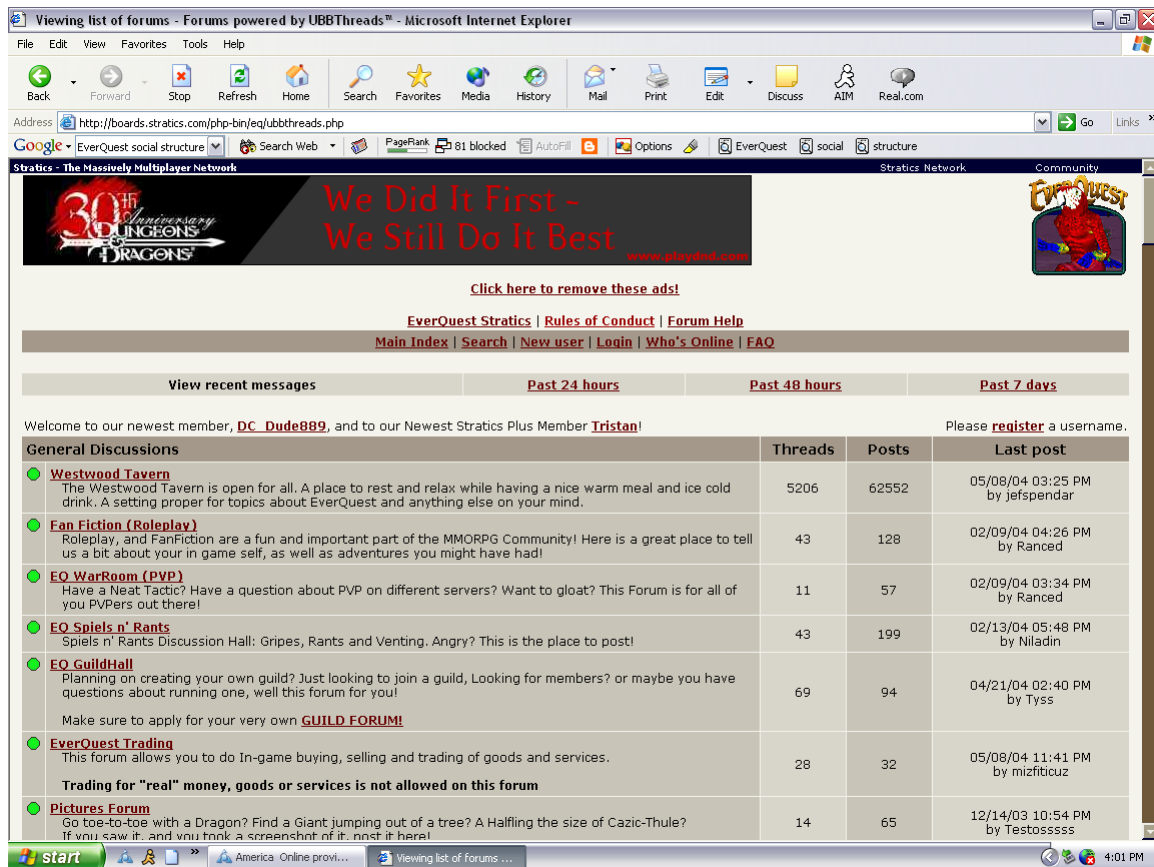 Viewing list of forums - Forums powered by UBBThreads™ - Microsoft Internet Explorer
File Edit View Favorites Tools Help
Back Forward Stop Refresh Home Search Favorites Media History Mail Print Edit Discuss AIM Real.com
Address http://boards.stratics.com/php-bin/eq/ubbthreads.php Go Links »
Google EverQuest social structure Search Web PageRank 81 blocked AutoFill Options EverQuest social structure
Stratics - The Massively Multiplayer Network Stratics Network Community
30th Anniversary
DUNGEONS & DRAGONS
We Did It First -
We Still Do It Best
www.playdnd.com
EverQuest
Click here to remove these ads!
EverQuest Stratics | Rules of Conduct | Forum Help
Main Index | Search | New user | Login | Who's Online | FAQ
View recent messages Past 24 hours Past 48 hours Past 7 days
Welcome to our newest member, DC_Dude889, and to our Newest Stratics Plus Member Tristan! Please register a username.
General Discussions Threads Posts Last post
Westwood Tavern
The Westwood Tavern is open for all. A place to rest and relax while having a nice warm meal and ice cold
drink. A setting proper for topics about EverQuest and anything else on your mind.
5206 62552 05/08/04 03:25 PM
by jefspendar
Fan Fiction (Roleplay)
Roleplay, and FanFiction are a fun and important part of the MMORPG Community! Here is a great place to tell
us a bit about your in game self, as well as adventures you might have had!
43 128 02/09/04 04:26 PM
by Ranced
EQ WarRoom (PVP)
Have a Neat Tactic? Have a question about PVP on different servers? Want to gloat? This Forum is for all of
you PVPers out there!
11 57 02/09/04 03:34 PM
by Ranced
EQ Spiels n' Rants
Spiels n' Rants Discussion Hall: Gripes, Rants and Venting. Angry? This is the place to post!
43 199 02/13/04 05:48 PM
by Niladin
EQ GuildHall
Planning on creating your own guild? Just looking to join a guild, Looking for members? or maybe you have
questions about running one, well this forum for you!
Make sure to apply for your very own GUILD FORUM!
69 94 04/21/04 02:40 PM
by Tyss
EverQuest Trading
This forum allows you to do In-game buying, selling and trading of goods and services.
Trading for "real" money, goods or services is not allowed on this forum
28 32 05/08/04 11:41 PM
by mizfiticuz
Pictures Forum
Go toe-to-toe with a Dragon? Find a Giant jumping out of a tree? A Halfling the size of Cazic-Thule?
If you saw it, and you took a screenshot of it, post it here!
14 65 12/14/03 10:54 PM
by Testosssss
start » America Online provi... Viewing list of forums ... 4:01 PM